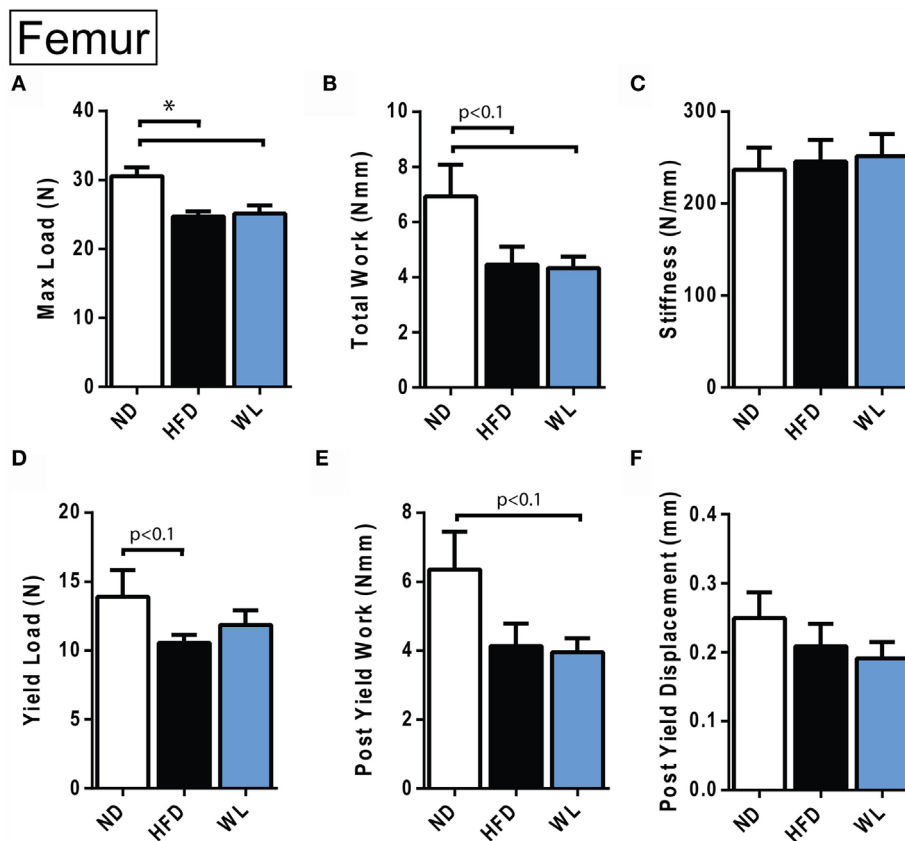 Femur
A
Max Load (N)
40
30
20
10
0
*
ND
HFD
WL
B
Total Work (Nmm)
10
8
6
4
2
0
p<0.1
ND
HFD
WL
C
Stiffness (N/mm)
300
200
100
0
ND
HFD
WL
D
Yield Load (N)
20
15
10
5
0
p<0.1
ND
HFD
WL
E
Post Yield Work (Nmm)
8
6
4
2
0
p<0.1
ND
HFD
WL
F
Post Yield Displacement (mm)
0.4
0.3
0.2
0.1
0.0
ND
HFD
WL